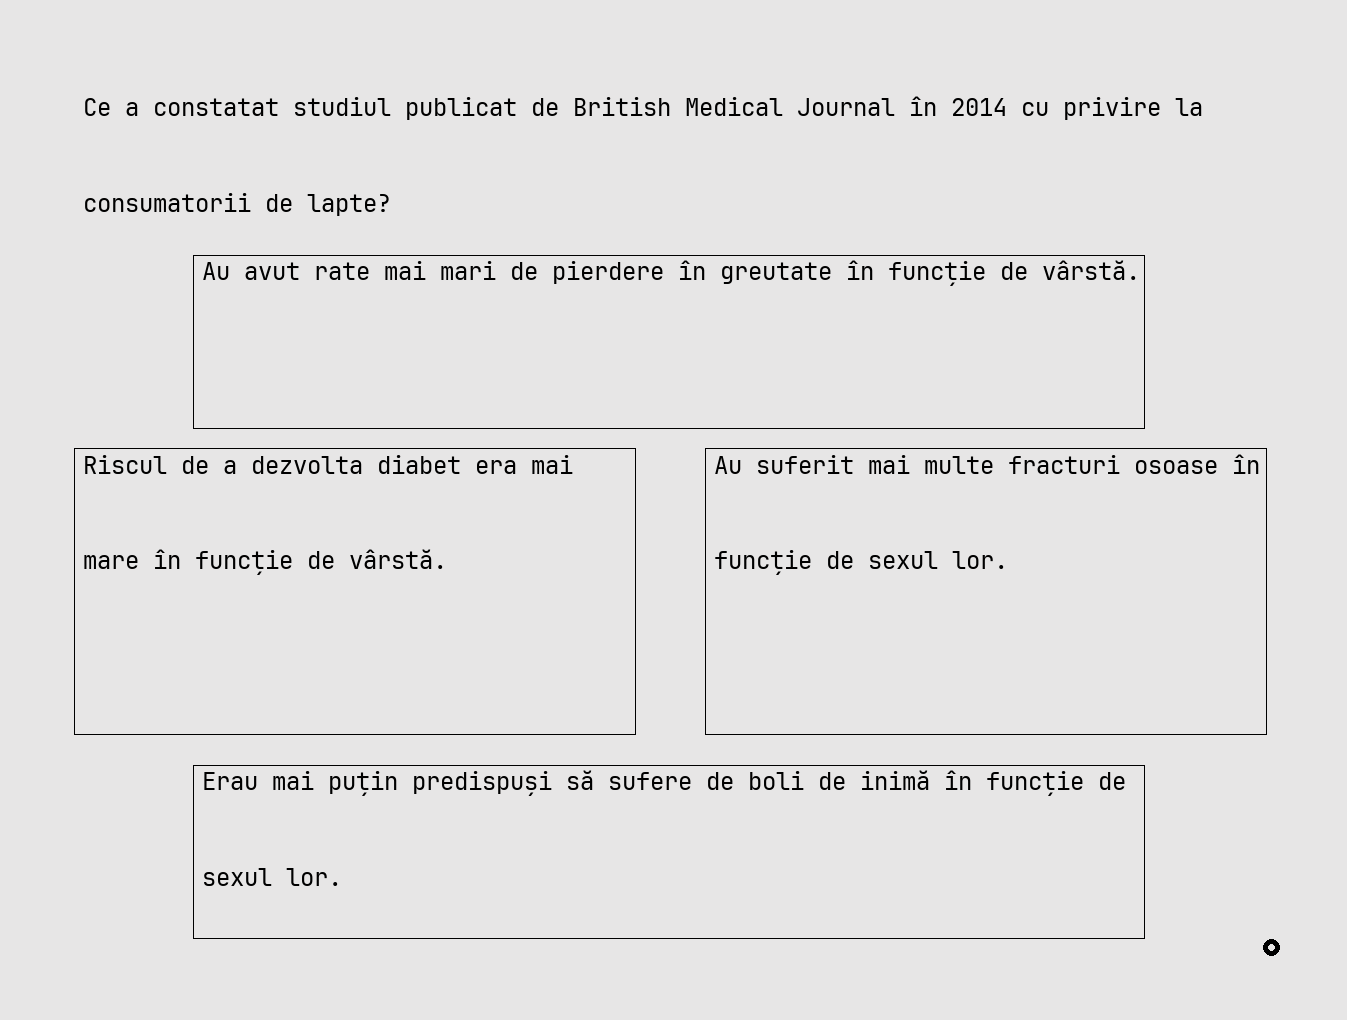 Ce a constatat studiul publicat de British Medical Journal în 2014 cu privire la
consumatorii de lapte?
Au avut rate mai mari de pierdere în greutate în funcție de vârstă.
Riscul de a dezvolta diabet era mai
mare în funcție de vârstă.
Au suferit mai multe fracturi osoase în
funcție de sexul lor.
Erau mai puțin predispuși să sufere de boli de inimă în funcție de
sexul lor.